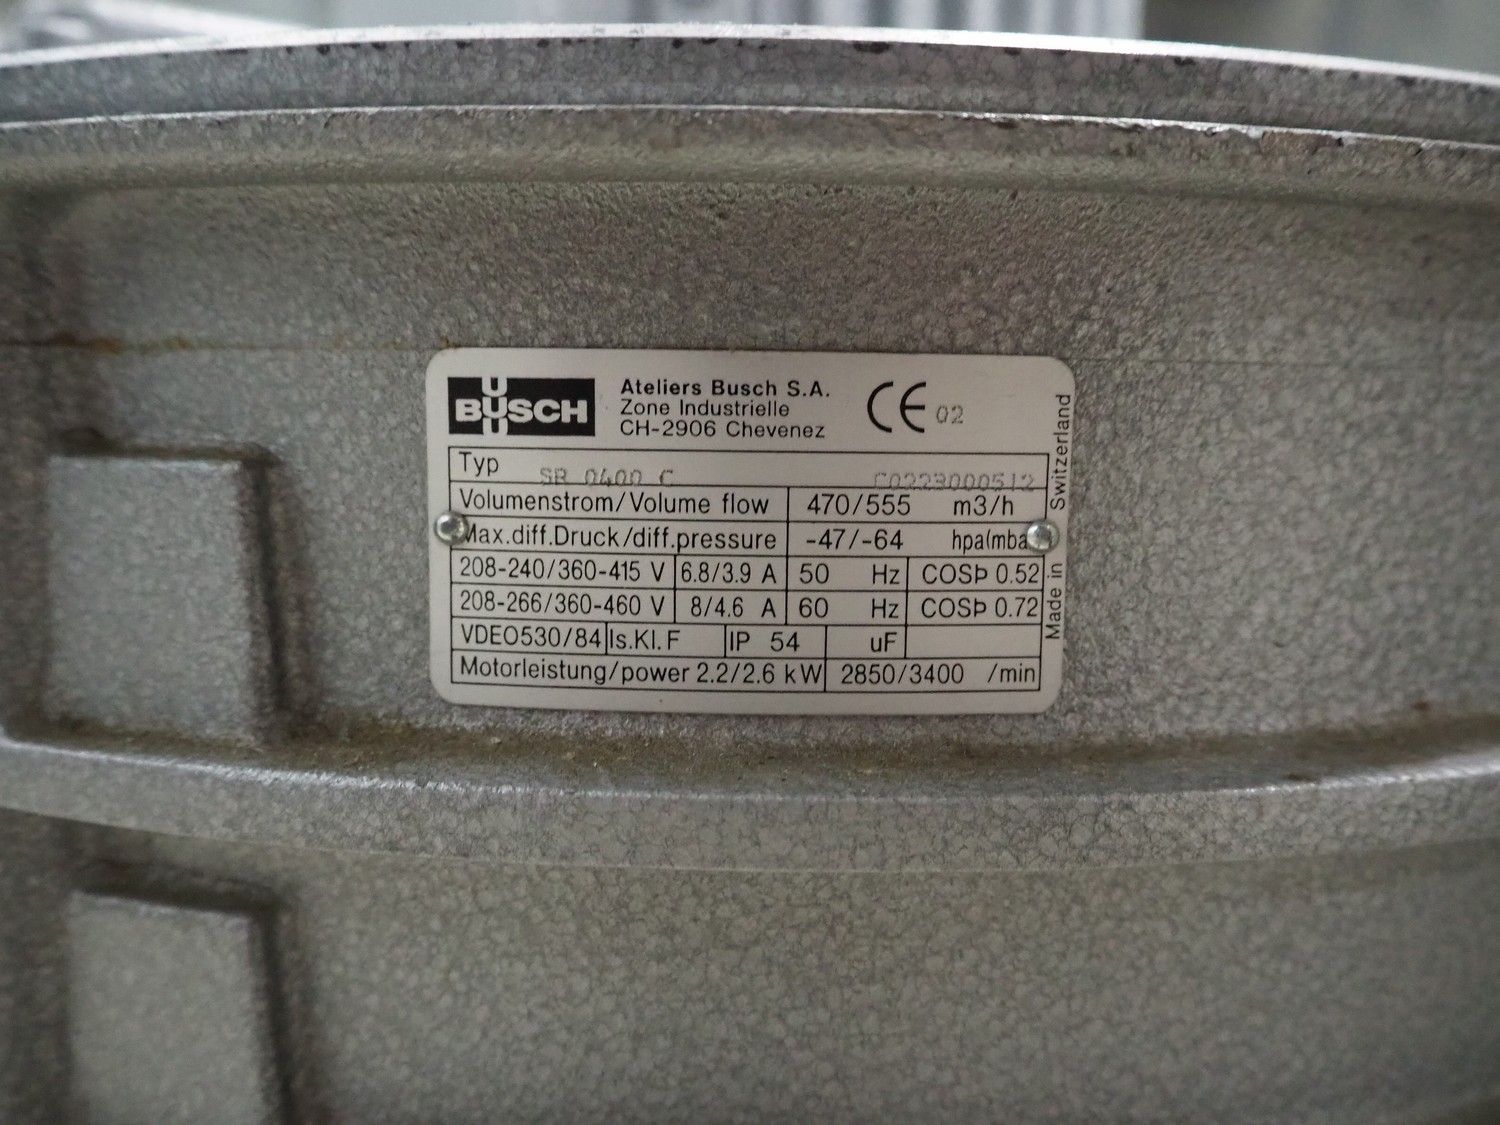 BUSCH
Ateliers Busch S.A.
Zone Industrielle
CH-2906 Chevenez
CE 02
Typ SB 0400 C C0223000512
Volumenstrom/Volume flow 470/555 m3/h
Max.diff.Druck/diff.pressure -47/-64 hpa(mba
208-240/360-415 V 6.8/3.9 A 50 Hz COSÞ 0.52
208-266/360-460 V 8/4.6 A 60 Hz COSÞ 0.72
VDE0530/84 Is.Kl. F IP 54 uF
Motorleistung/power 2.2/2.6 kW 2850/3400 /min
Made in Switzerland